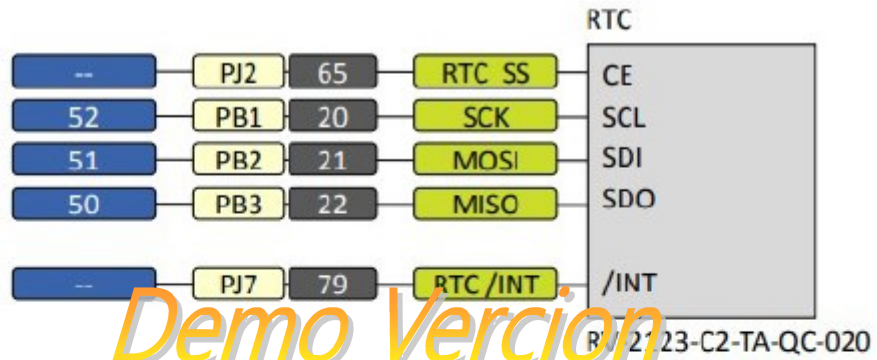 RTC
-- PJ2 65 RTC SS CE
52 PB1 20 SCK SCL
51 PB2 21 MOSI SDI
50 PB3 22 MISO SDO
-- PJ7 79 RTC /INT /INT
Demo Vercion
RV-2123-C2-TA-QC-020